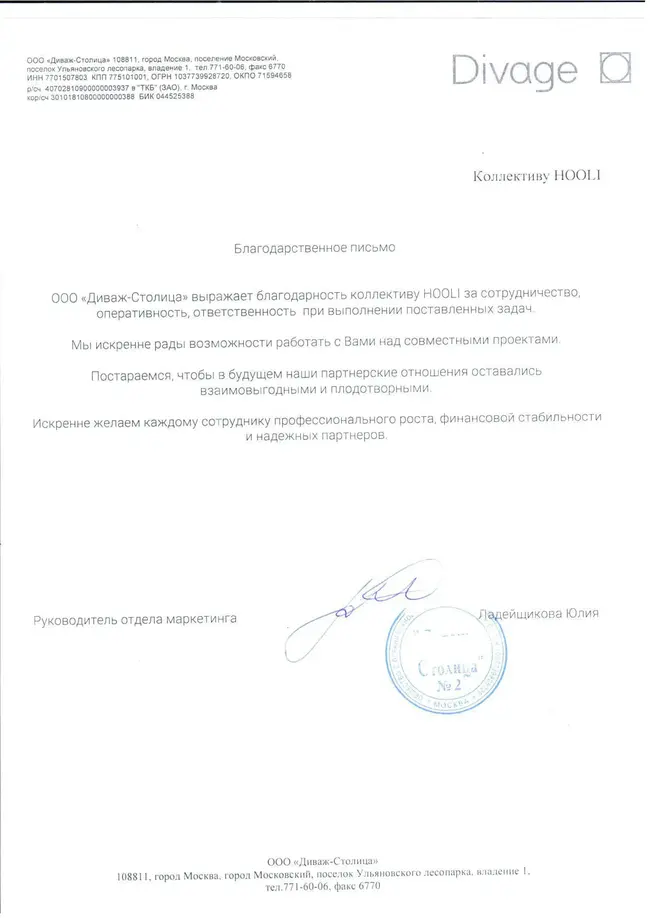 ООО «Диваж-Столица» 108811, город Москва, поселение Московский,
поселок Ульяновского лесопарка, владение 1, тел.771-60-06, факс 6770
ИНН 7701507803 КПП 775101001, ОГРН 1037739928720, ОКПО 71594656
р/сч 40702810900000003937 в "ТКБ" (ЗАО), г. Москва
кор/сч 30101810800000000388 БИК 044525388
Divage
Коллективу HOOLI
Благодарственное письмо
ООО «Диваж-Столица» выражает благодарность коллективу HOOLI за сотрудничество,
оперативность, ответственность при выполнении поставленных задач.
Мы искренне рады возможности работать с Вами над совместными проектами.
Постараемся, чтобы в будущем наши партнерские отношения оставались
взаимовыгодными и плодотворными.
Искренне желаем каждому сотруднику профессионального роста, финансовой стабильности
и надежных партнеров.
Руководитель отдела маркетинга
Ладейщикова Юлия
Столица"
№ 2
МОСКВА
ООО «Диваж-Столица»
108811, город Москва, город Московский, поселок Ульяновского лесопарка, владение 1,
тел.771-60-06, факс 6770